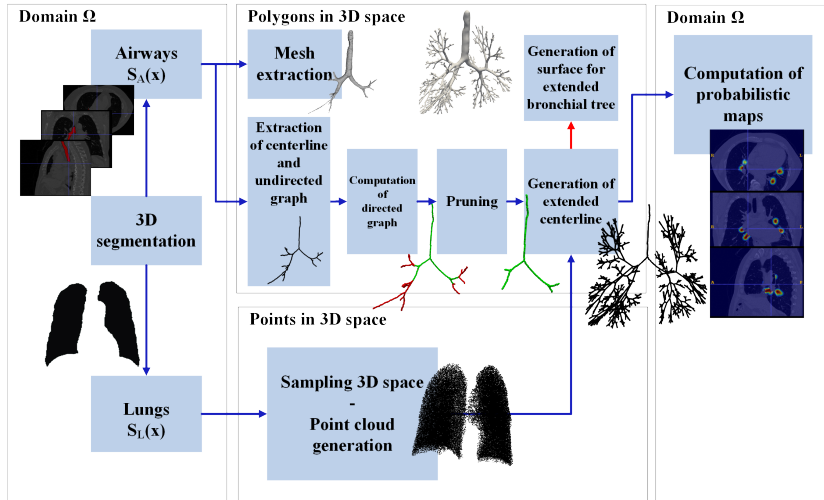 Domain Ω
Airways
S_A(x)
3D
segmentation
Lungs
S_L(x)
Polygons in 3D space
Mesh
extraction
Extraction
of centerline
and
undirected
graph
Computation
of
directed
graph
Pruning
Generation of
surface for
extended
bronchial tree
Generation of
extended
centerline
Points in 3D space
Sampling 3D space
-
Point cloud
generation
Domain Ω
Computation of
probabilistic
maps